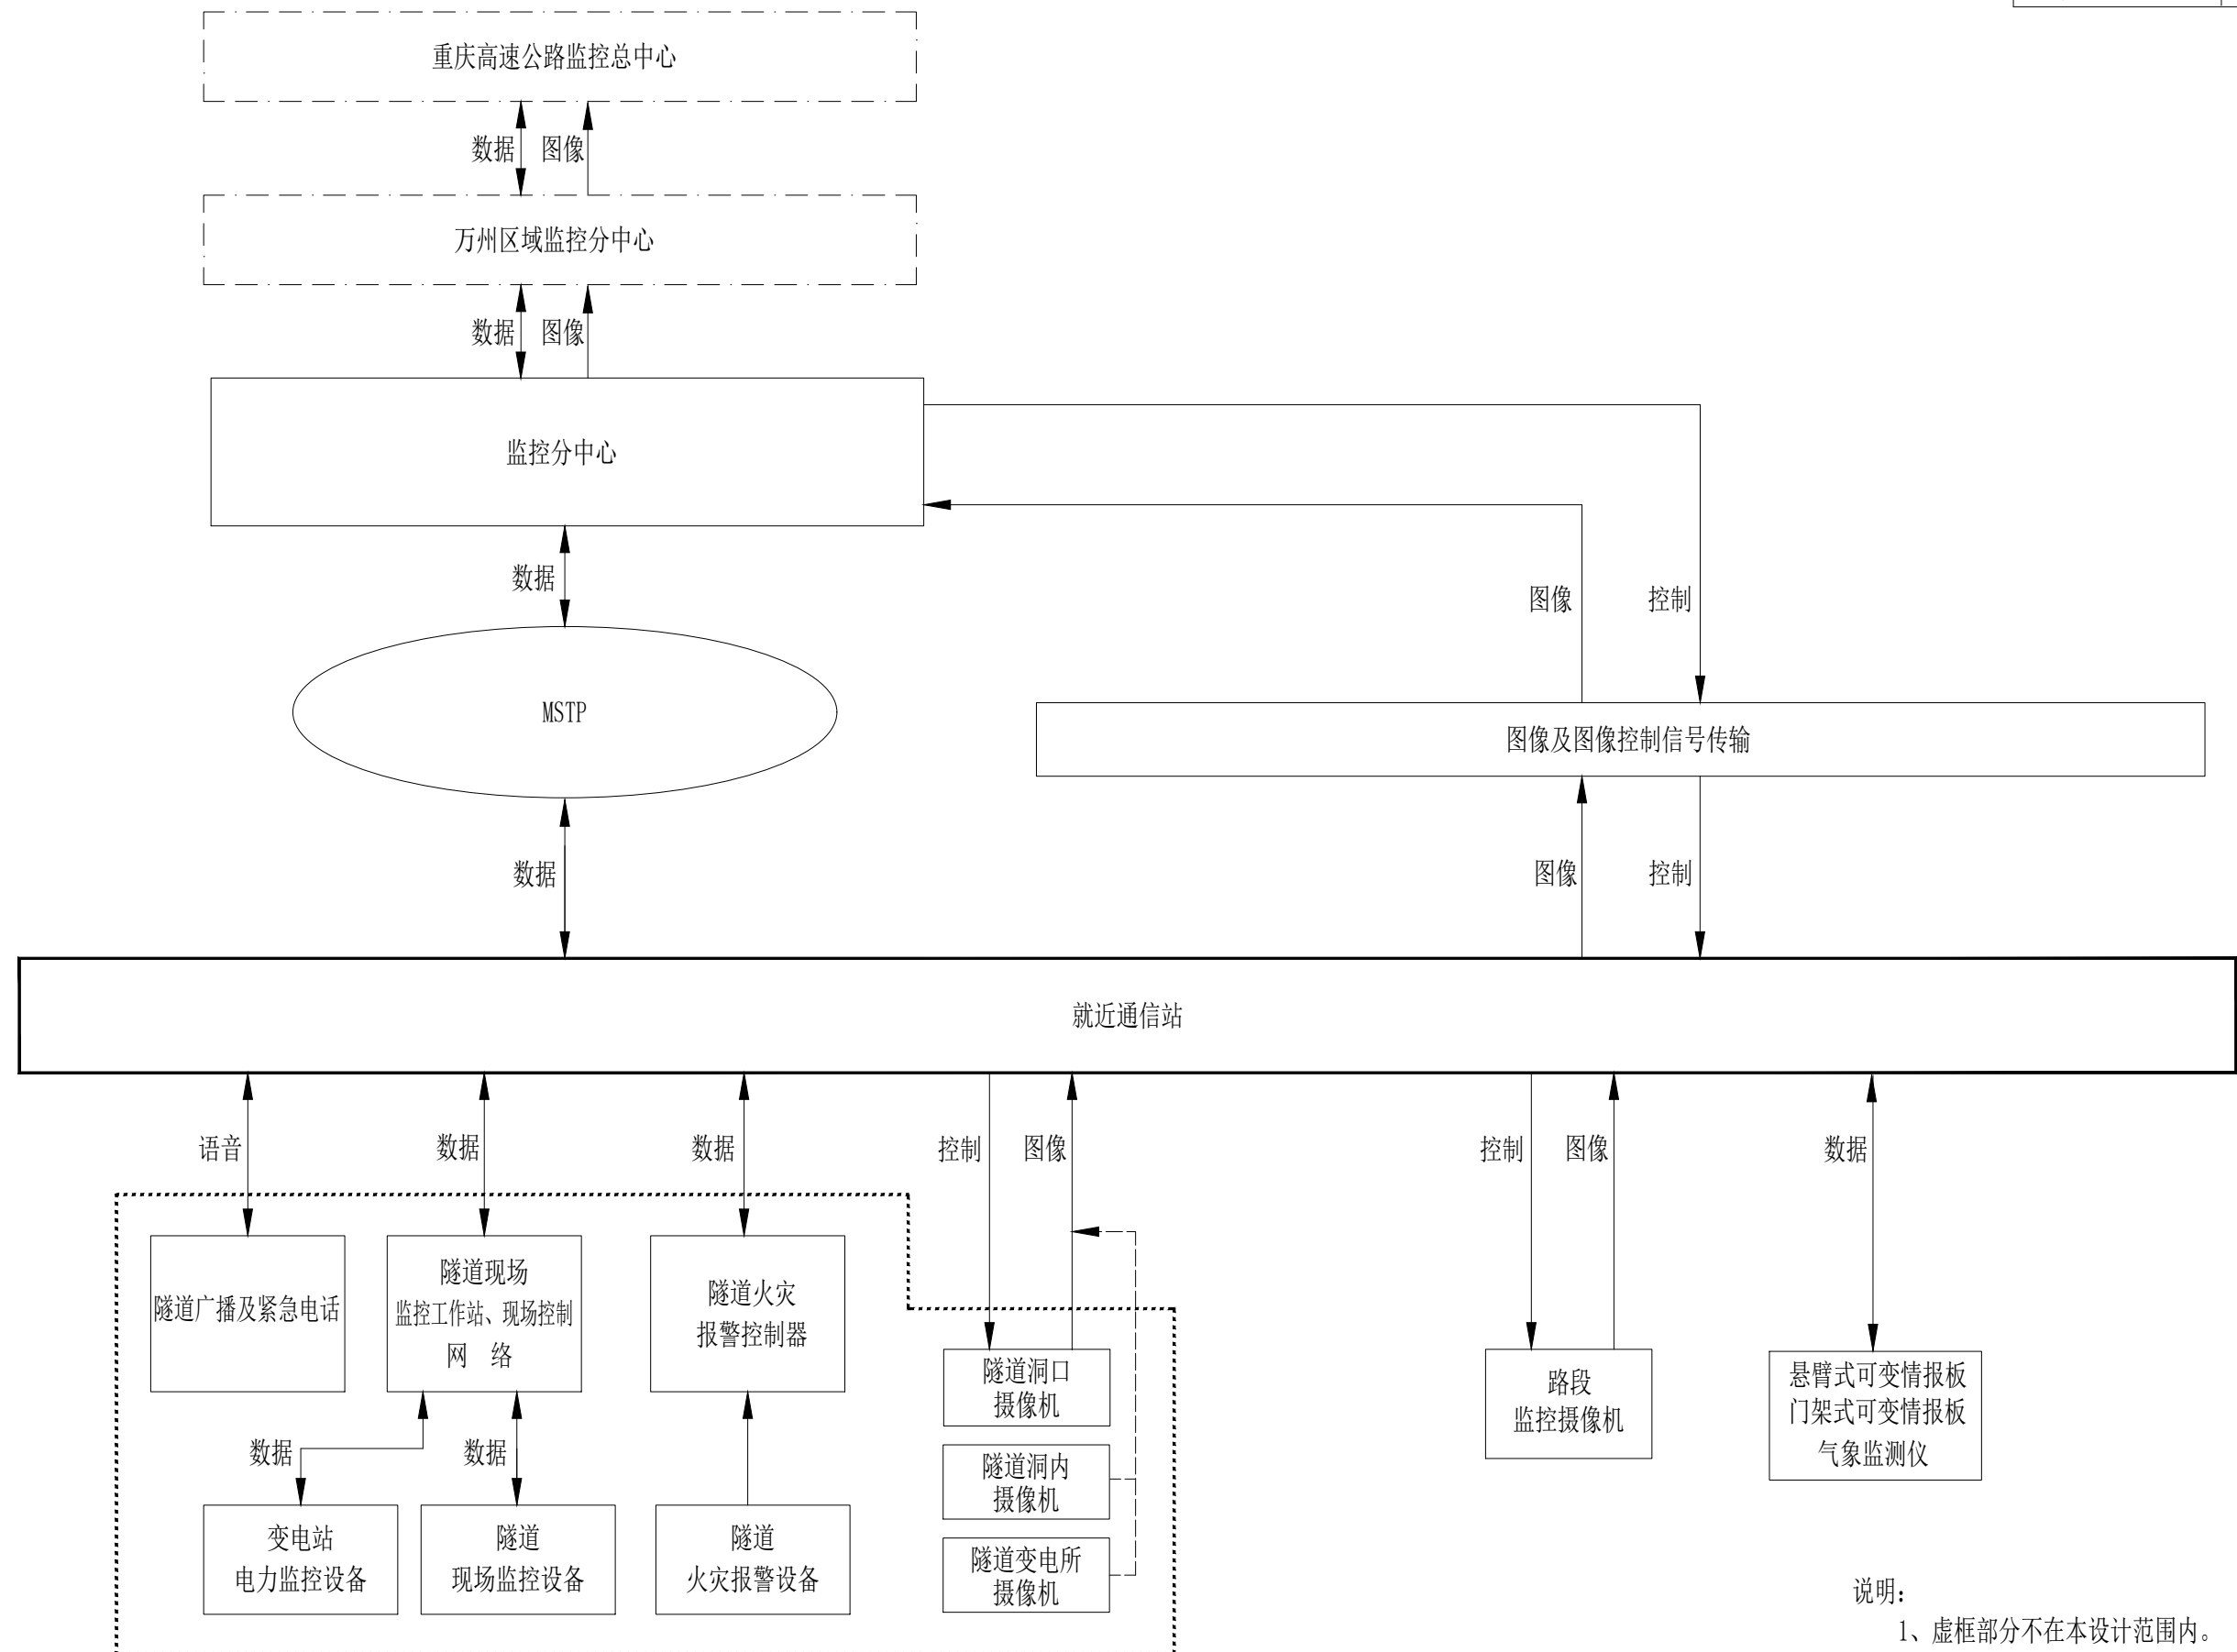 重庆高速公路监控总中心
数据
图像
万州区域监控分中心
数据
图像
监控分中心
数据
图像
控制
MSTP
图像及图像控制信号传输
数据
图像
控制
就近通信站
语音
数据
数据
控制
图像
控制
图像
数据
隧道广播及紧急电话
隧道现场
监控工作站、现场控制
网 络
隧道火灾
报警控制器
隧道洞口
摄像机
路段
监控摄像机
悬臂式可变情报板
门架式可变情报板
气象监测仪
数据
数据
隧道洞内
摄像机
变电站
电力监控设备
隧道
现场监控设备
隧道
火灾报警设备
隧道变电所
摄像机
说明:
1、虚框部分不在本设计范围内。